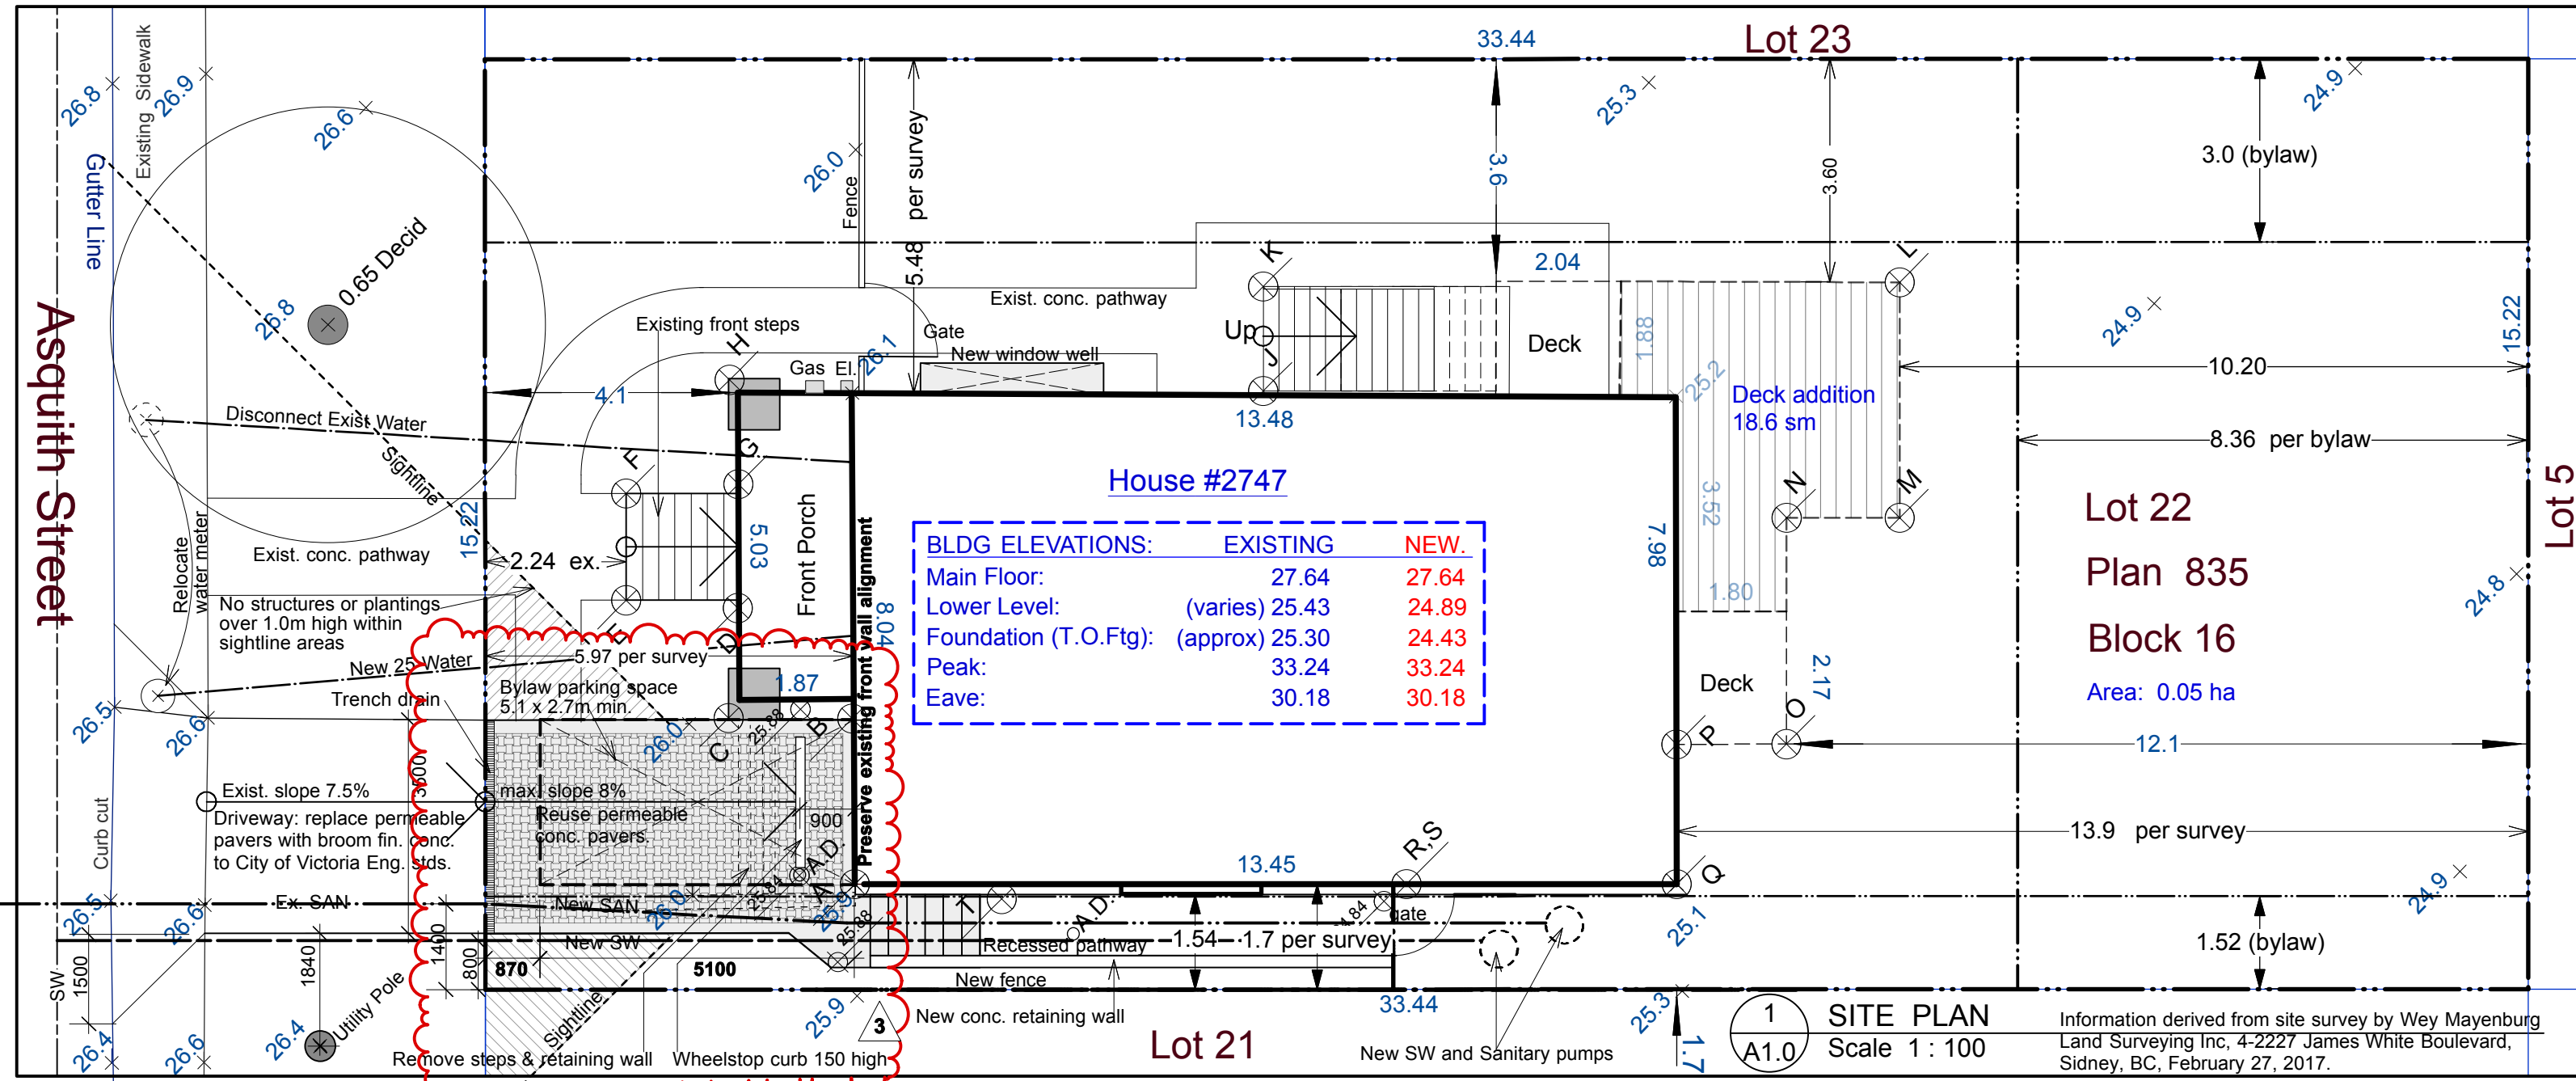 33.44
Lot 23
26.8
Existing Sidewalk
26.9
26.6
Gutter Line
26.0
Fence
5.48 per survey
3.6
25.3
3.60
24.9
3.0 (bylaw)
0.65 Decid
26.8
Asquith Street
Existing front steps
Exist. conc. pathway
K
2.04
L
Up
J
Deck
1.88
24.9
15.22
H
Gas El.
26.1
Gate
New window well
4.1
13.48
25.2
Deck addition
18.6 sm
10.20
Disconnect Exist Water
Sightline
8.36 per bylaw
F
G
House #2747
3.52
N
M
Lot 22
Plan 835
Block 16
Area: 0.05 ha
Lot 5
15.22
Exist. conc. pathway
2.24 ex.
5.03
Front Porch
Preserve existing front wall alignment
8.04
BLDG ELEVATIONS: EXISTING NEW.
Main Floor: 27.64 27.64
Lower Level: (varies) 25.43 24.89
Foundation (T.O.Ftg): (approx) 25.30 24.43
Peak: 33.24 33.24
Eave: 30.18 30.18
7.98
1.80
24.8
Relocate
water meter
No structures or plantings
over 1.0m high within
sightline areas
E
D
5.97 per survey
New 25 Water
Trench drain
Bylaw parking space
5.1 x 2.7m min.
1.87
Deck
2.17
O
P
12.1
26.5
26.6
26.0
C
25.88
B
Curb cut
Exist. slope 7.5%
max. slope 8%
Driveway: replace permeable
pavers with broom fin. conc.
to City of Victoria Eng. stds.
Reuse permeable
conc. pavers.
900
A.D.
25.84
A
13.45
R,S
Q
13.9 per survey
24.9
26.5
26.6
Ex. SAN
New SAN
26.0
25.9
25.88
T
A.D.
gate
25.1
New SW
Recessed pathway
1.54
1.7 per survey
1.52 (bylaw)
SW
1500
1840
1400
800
870
5100
New fence
33.44
25.3
1.7
26.4
26.6
26.4
Utility Pole
Sightline
25.9
3
New conc. retaining wall
Lot 21
Remove steps & retaining wall
Wheelstop curb 150 high
New SW and Sanitary pumps
1
A1.0
SITE PLAN
Scale 1 : 100
Information derived from site survey by Wey Mayenburg
Land Surveying Inc, 4-2227 James White Boulevard,
Sidney, BC, February 27, 2017.